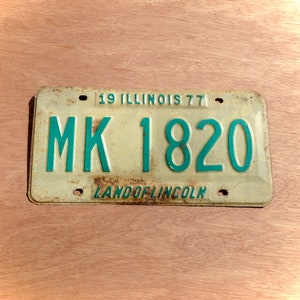 19 ILLINOIS 77
MK 1820
LAND OF LINCOLN